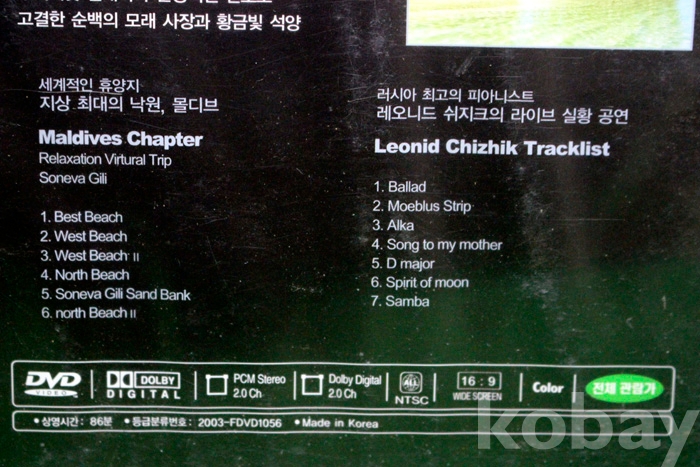 고결한 순백의 모래 사장과 황금빛 석양
세계적인 휴양지
지상 최대의 낙원, 몰디브
Maldives Chapter
Relaxation Virtural Trip
Soneva Gili
1. Best Beach
2. West Beach
3. West Beach II
4. North Beach
5. Soneva Gili Sand Bank
6. north Beach II
러시아 최고의 피아니스트
레오니드 쉬지크의 라이브 실황 공연
Leonid Chizhik Tracklist
1. Ballad
2. Moeblus Strip
3. Alka
4. Song to my mother
5. D major
6. Spirit of moon
7. Samba
DVD VIDEO
DOLBY DIGITAL
PCM Stereo 2.0 Ch
Dolby Digital 2.0 Ch
ALL NTSC
16 : 9 WIDE SCREEN
Color
전체 관람가
• 상영시간: 86분 • 등급분류번호: 2003-FDVD1056 • Made in Korea
kobay